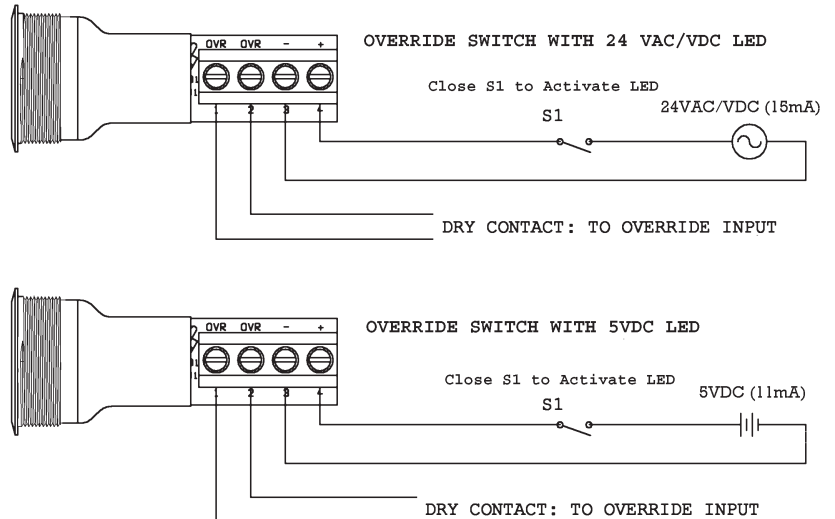 OVR OVR - +
OVERRIDE SWITCH WITH 24 VAC/VDC LED
Close S1 to Activate LED
24VAC/VDC (15mA)
S1
1 2 3 4
DRY CONTACT: TO OVERRIDE INPUT
OVR OVR - +
OVERRIDE SWITCH WITH 5VDC LED
Close S1 to Activate LED
5VDC (11mA)
S1
1 2 3 4
DRY CONTACT: TO OVERRIDE INPUT